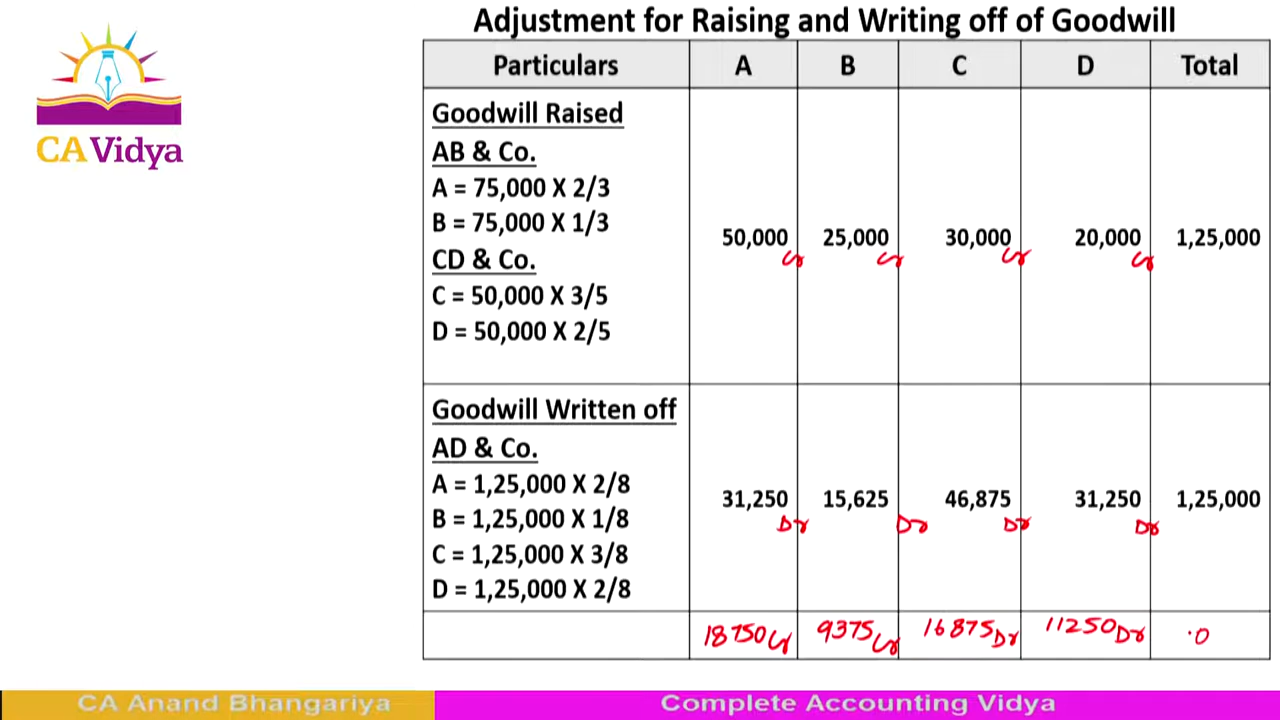 Adjustment for Raising and Writing off of Goodwill
CA Vidya
Particulars A B C D Total
Goodwill Raised
AB & Co.
A = 75,000 X 2/3
B = 75,000 X 1/3
50,000 Cr 25,000 Cr 30,000 Cr 20,000 Cr 1,25,000
CD & Co.
C = 50,000 X 3/5
D = 50,000 X 2/5
Goodwill Written off
AD & Co.
A = 1,25,000 X 2/8
31,250 Dr 15,625 Dr 46,875 Dr 31,250 Dr 1,25,000
B = 1,25,000 X 1/8
C = 1,25,000 X 3/8
D = 1,25,000 X 2/8
18750 Cr 9375 Cr 16875 Dr 11250 Dr .0
CA Anand Bhangariya
Complete Accounting Vidya